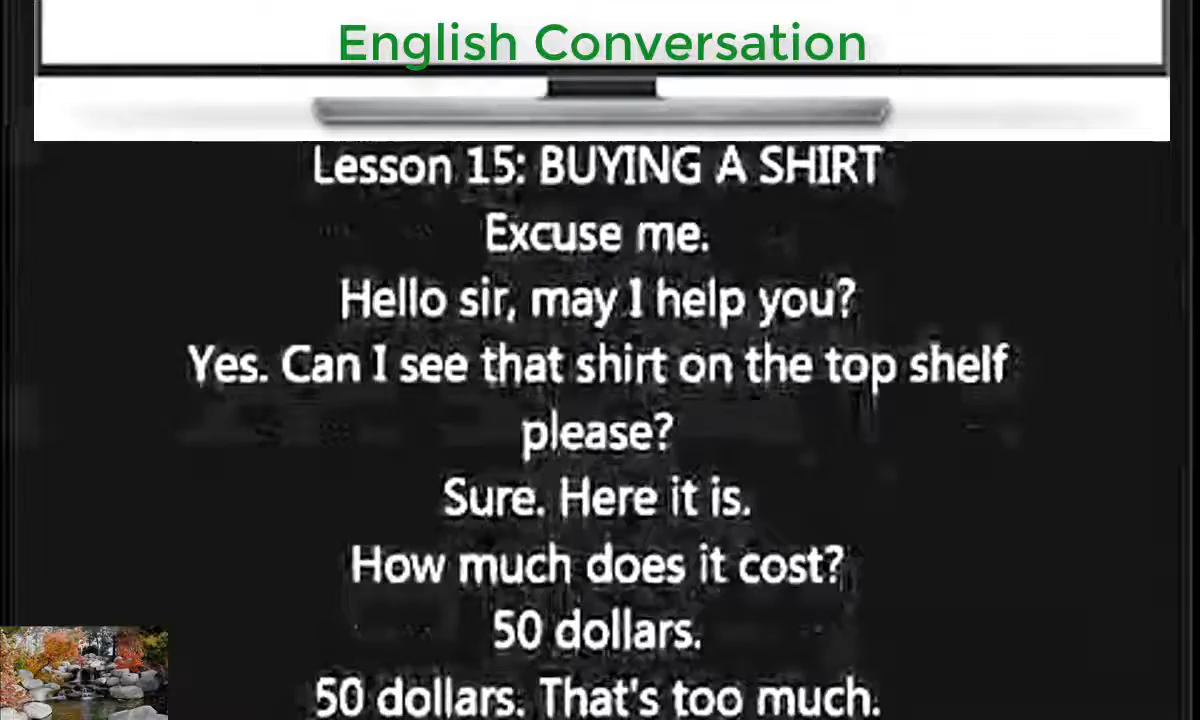 English Conversation
Lesson 15: BUYING A SHIRT
Excuse me.
Hello sir, may I help you?
Yes. Can I see that shirt on the top shelf
please?
Sure. Here it is.
How much does it cost?
50 dollars.
50 dollars. That's too much.